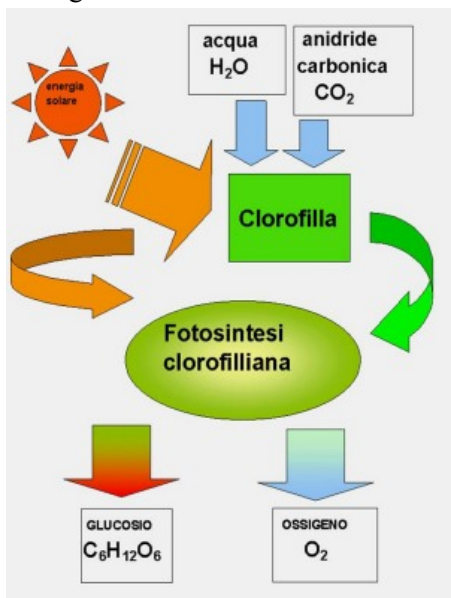 energia
solare
acqua
H₂O
anidride
carbonica
CO₂
Clorofilla
Fotosintesi
clorofilliana
GLUCOSIO
C₆H₁₂O₆
OSSIGENO
O₂